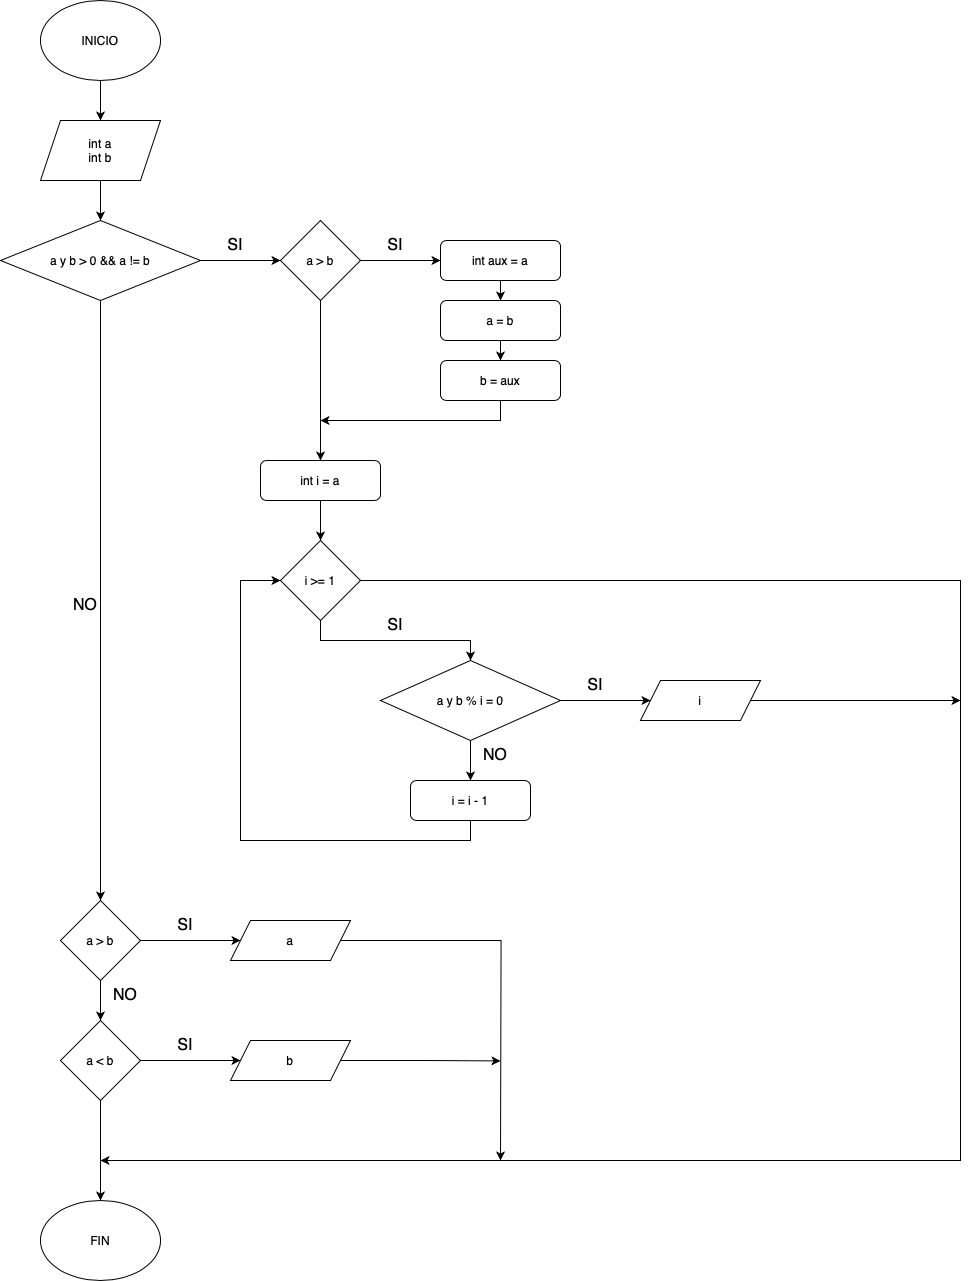 INICIO
int a
int b
a y b > 0 && a != b
SI
a > b
SI
int aux = a
a = b
b = aux
int i = a
i >= 1
NO
SI
a y b % i = 0
SI
i
NO
i = i - 1
a > b
SI
a
NO
a < b
SI
b
FIN